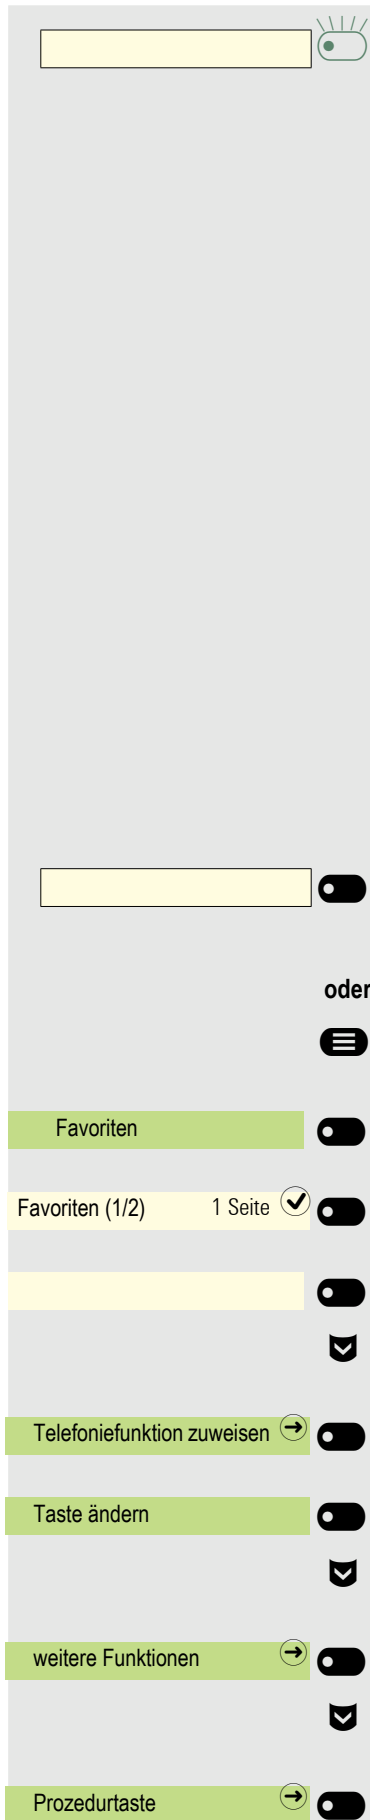 oder
Favoriten
Favoriten (1/2) 1 Seite
Telefoniefunktion zuweisen
Taste ändern
weitere Funktionen
Prozedurtaste